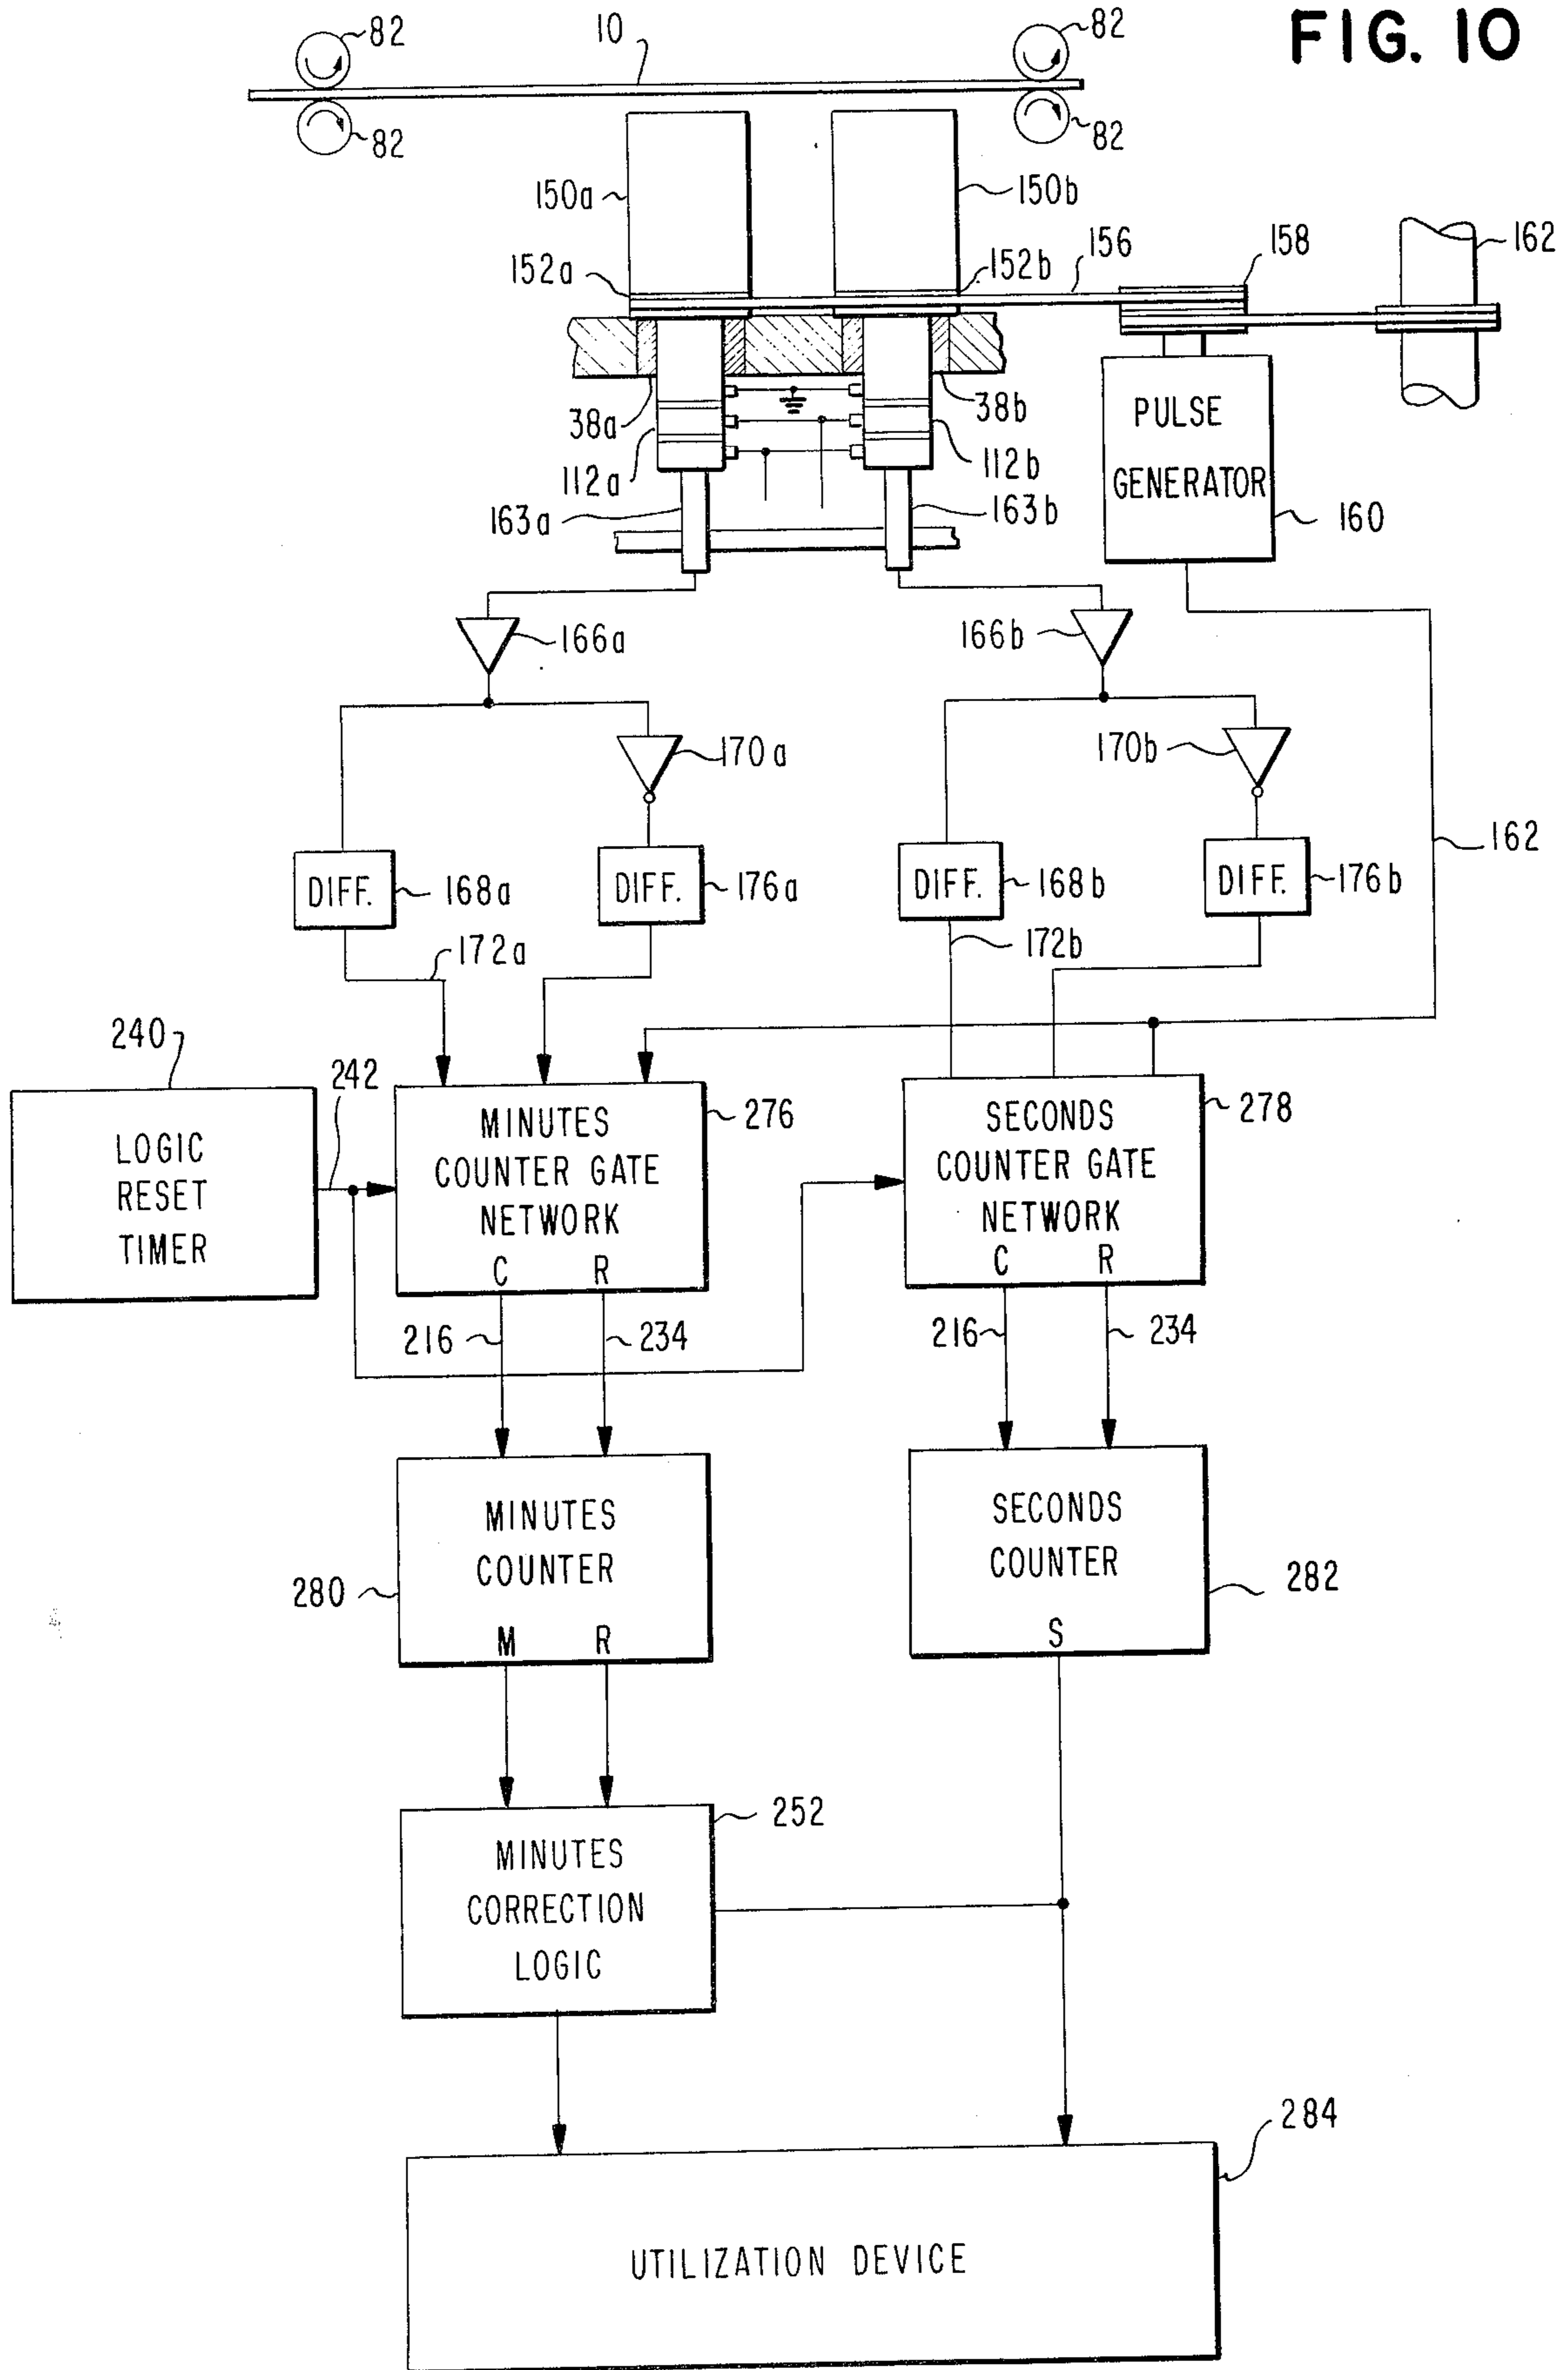 FIG. 10
82
10
82
82
82
150a
150b
152a
152b
156
158
162
38a
38b
112a
112b
163a
163b
PULSE
GENERATOR
160
166a
166b
170a
170b
162
DIFF.
168a
DIFF.
176a
DIFF.
168b
DIFF.
176b
172a
172b
240
242
LOGIC
RESET
TIMER
MINUTES
COUNTER GATE
NETWORK
C R
276
SECONDS
COUNTER GATE
NETWORK
C R
278
216
234
216
234
MINUTES
COUNTER
M R
280
SECONDS
COUNTER
S
282
252
MINUTES
CORRECTION
LOGIC
284
UTILIZATION DEVICE